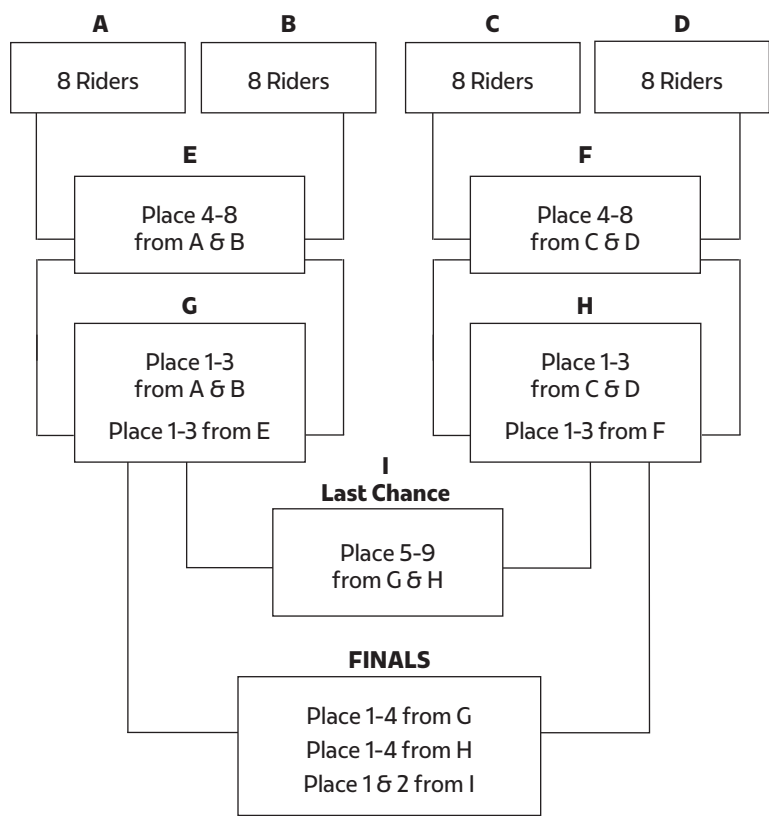 A
B
C
D
8 Riders
8 Riders
8 Riders
8 Riders
E
F
Place 4-8
from A & B
Place 4-8
from C & D
G
H
Place 1-3
from A & B
Place 1-3 from E
Place 1-3
from C & D
Place 1-3 from F
I
Last Chance
Place 5-9
from G & H
FINALS
Place 1-4 from G
Place 1-4 from H
Place 1 & 2 from I